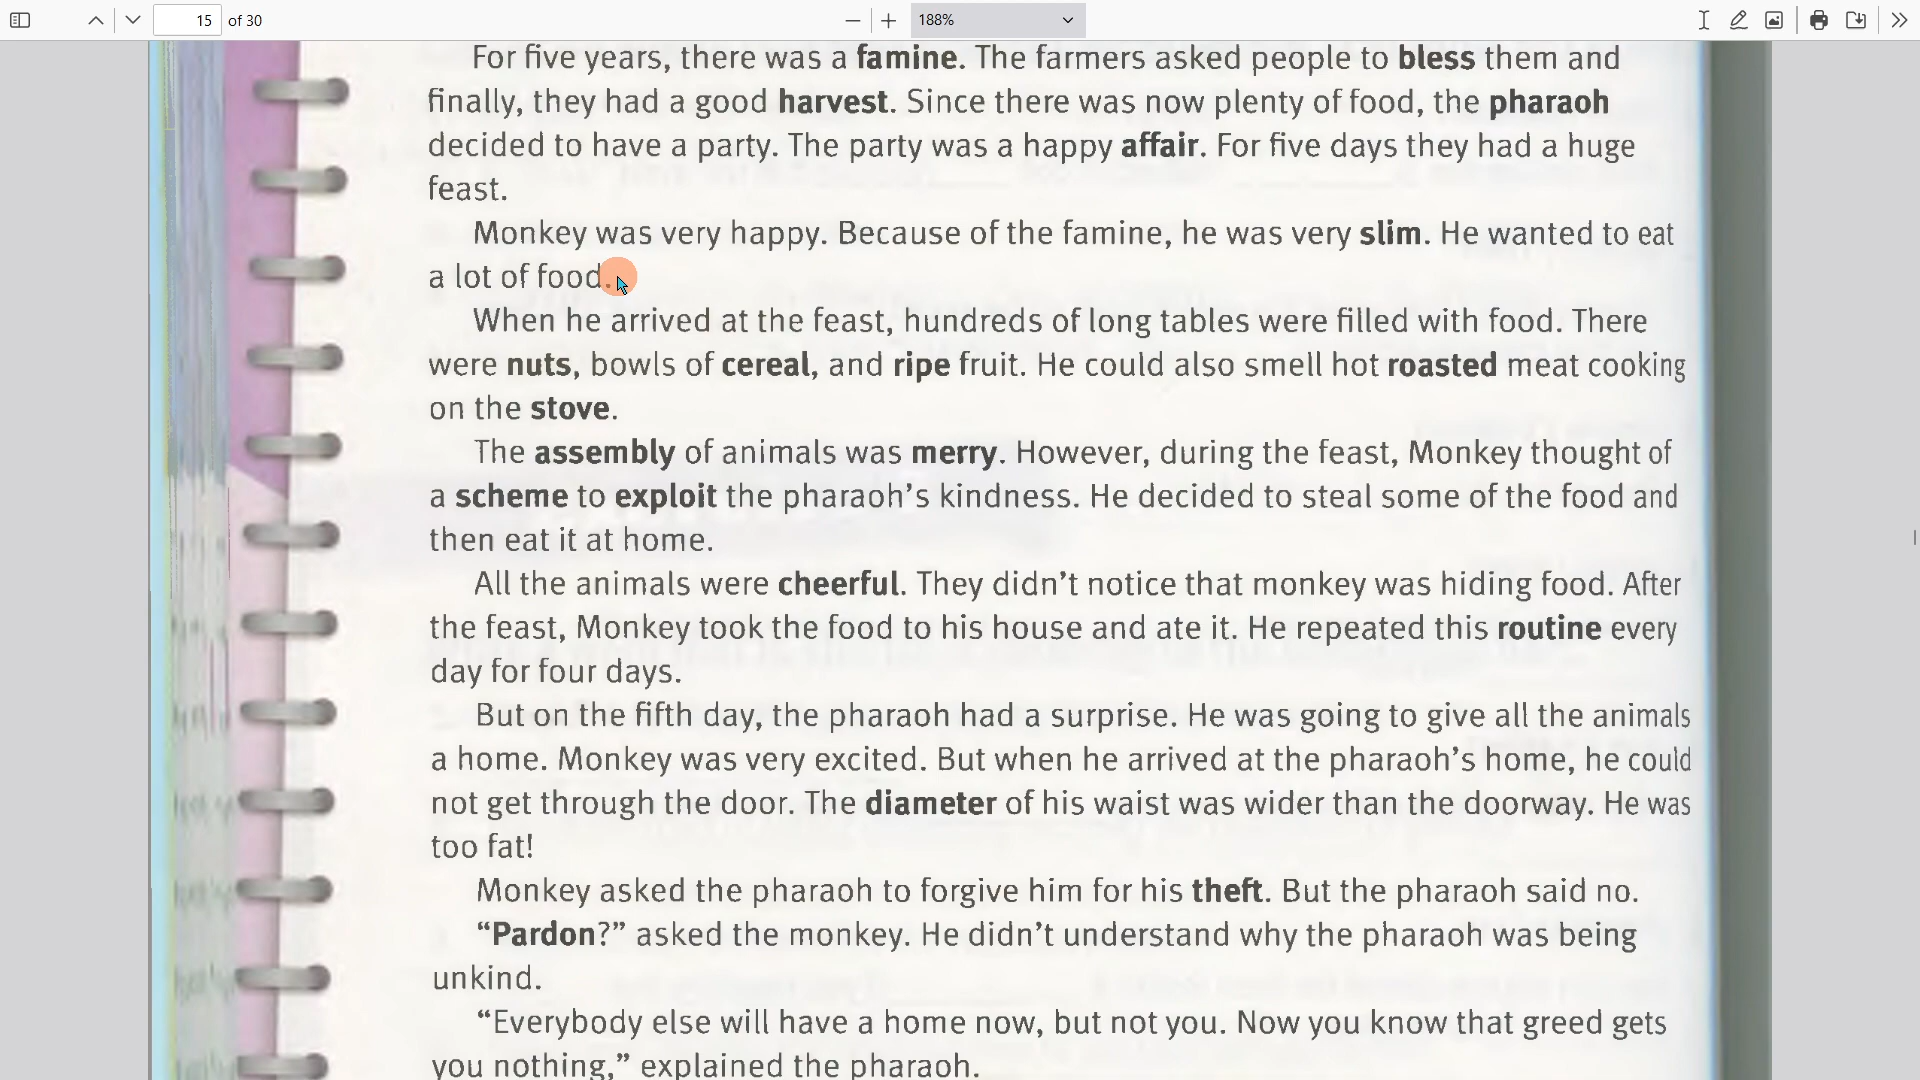 15 of 30 188%
For five years, there was a famine. The farmers asked people to bless them and
finally, they had a good harvest. Since there was now plenty of food, the pharaoh
decided to have a party. The party was a happy affair. For five days they had a huge
feast.
Monkey was very happy. Because of the famine, he was very slim. He wanted to eat
a lot of food.
When he arrived at the feast, hundreds of long tables were filled with food. There
were nuts, bowls of cereal, and ripe fruit. He could also smell hot roasted meat cooking
on the stove.
The assembly of animals was merry. However, during the feast, Monkey thought of
a scheme to exploit the pharaoh's kindness. He decided to steal some of the food and
then eat it at home.
All the animals were cheerful. They didn't notice that monkey was hiding food. After
the feast, Monkey took the food to his house and ate it. He repeated this routine every
day for four days.
But on the fifth day, the pharaoh had a surprise. He was going to give all the animals
a home. Monkey was very excited. But when he arrived at the pharaoh's home, he could
not get through the door. The diameter of his waist was wider than the doorway. He was
too fat!
Monkey asked the pharaoh to forgive him for his theft. But the pharaoh said no.
“Pardon?” asked the monkey. He didn't understand why the pharaoh was being
unkind.
“Everybody else will have a home now, but not you. Now you know that greed gets
you nothing,” explained the pharaoh.